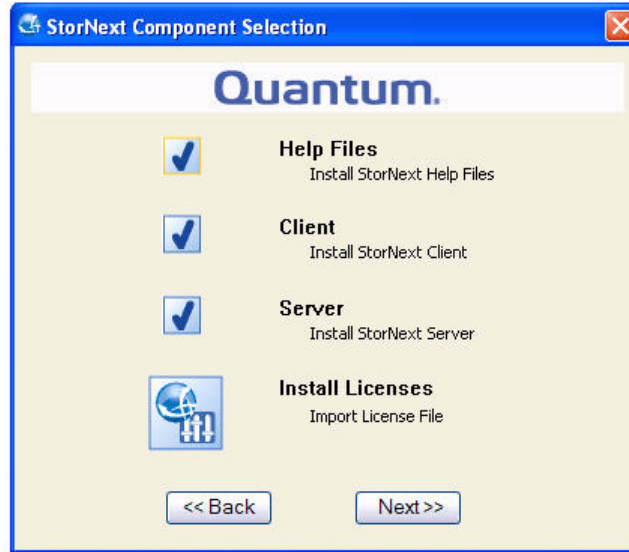 StorNext Component Selection
Quantum.
Help Files
Install StorNext Help Files
Client
Install StorNext Client
Server
Install StorNext Server
Install Licenses
Import License File
<< Back
Next >>